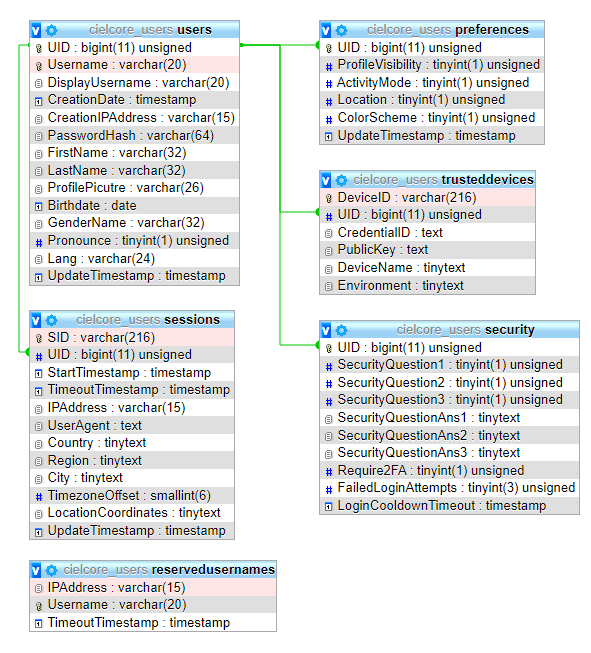 cielcore_users users
UID : bigint(11) unsigned
Username : varchar(20)
DisplayUsername : varchar(20)
CreationDate : timestamp
CreationIPAddress : varchar(15)
PasswordHash : varchar(64)
FirstName : varchar(32)
LastName : varchar(32)
ProfilePicutre : varchar(26)
Birthdate : date
GenderName : varchar(32)
Pronounce : tinyint(1) unsigned
Lang : varchar(24)
UpdateTimestamp : timestamp
cielcore_users preferences
UID : bigint(11) unsigned
ProfileVisibility : tinyint(1) unsigned
ActivityMode : tinyint(1) unsigned
Location : tinyint(1) unsigned
ColorScheme : tinyint(1) unsigned
UpdateTimestamp : timestamp
cielcore_users trusteddevices
DeviceID : varchar(216)
UID : bigint(11) unsigned
CredentialID : text
PublicKey : text
DeviceName : tinytext
Environment : tinytext
cielcore_users sessions
SID : varchar(216)
UID : bigint(11) unsigned
StartTimestamp : timestamp
TimeoutTimestamp : timestamp
IPAddress : varchar(15)
UserAgent : text
Country : tinytext
Region : tinytext
City : tinytext
TimezoneOffset : smallint(6)
LocationCoordinates : tinytext
UpdateTimestamp : timestamp
cielcore_users security
UID : bigint(11) unsigned
SecurityQuestion1 : tinyint(1) unsigned
SecurityQuestion2 : tinyint(1) unsigned
SecurityQuestion3 : tinyint(1) unsigned
SecurityQuestionAns1 : tinytext
SecurityQuestionAns2 : tinytext
SecurityQuestionAns3 : tinytext
Require2FA : tinyint(1) unsigned
FailedLoginAttempts : tinyint(3) unsigned
LoginCooldownTimeout : timestamp
cielcore_users reservedusernames
IPAddress : varchar(15)
Username : varchar(20)
TimeoutTimestamp : timestamp